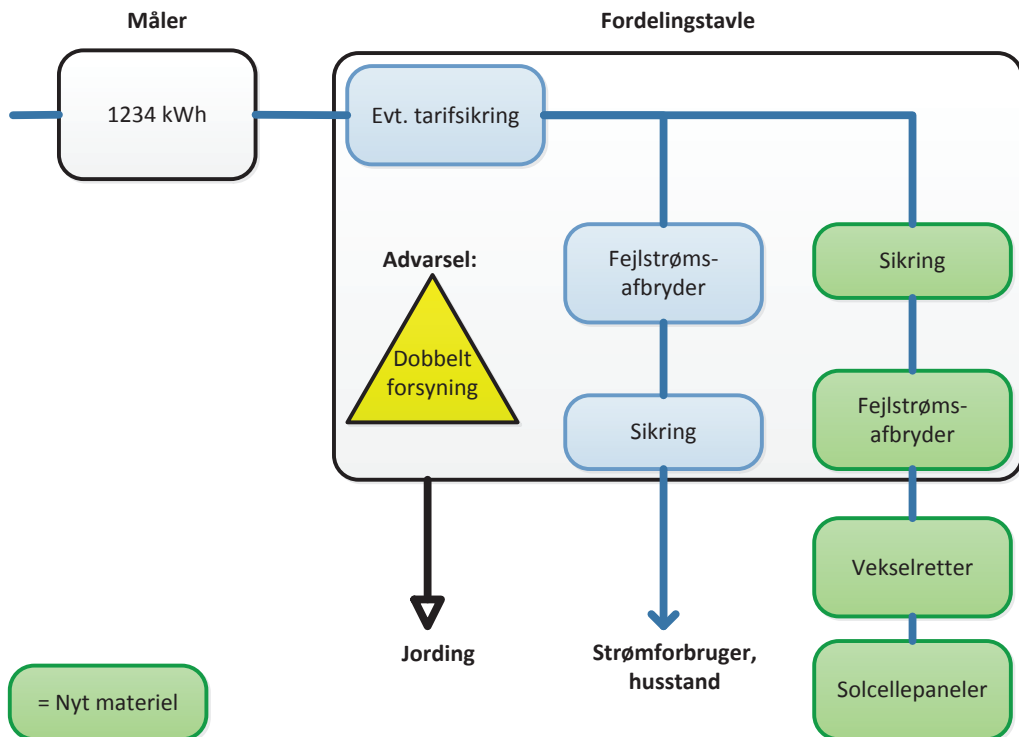 Måler
Fordelingstavle
1234 kWh
Evt. tarifsikring
Advarsel:
Dobbelt
forsyning
Fejlstrøms-
afbryder
Sikring
Sikring
Fejlstrøms-
afbryder
Vekselretter
Solcellepaneler
Jording
Strømforbruger,
husstand
= Nyt materiel